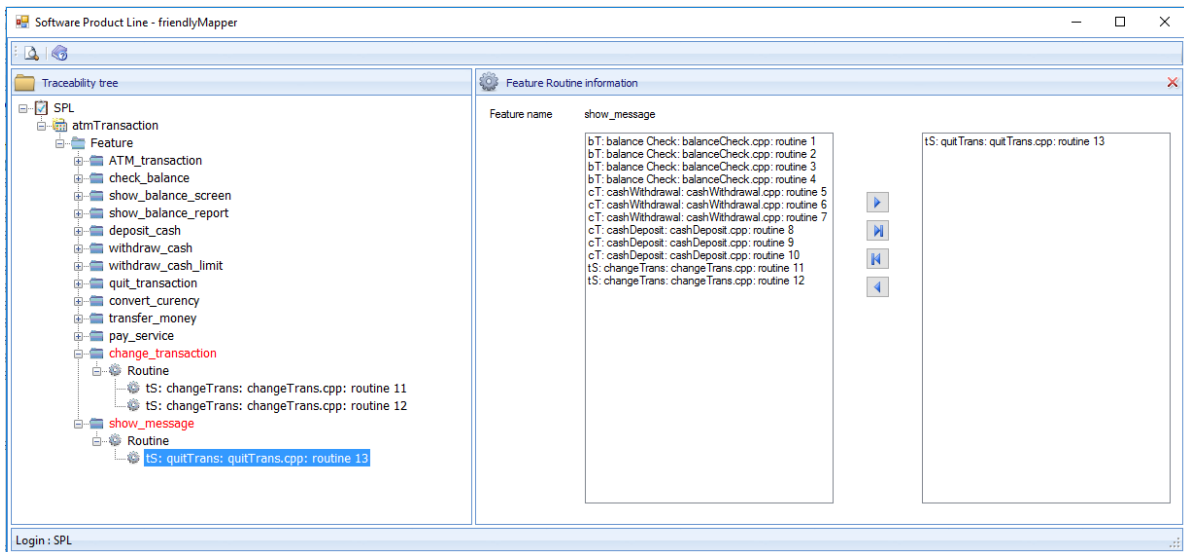 Software Product Line - friendlyMapper
Traceability tree
SPL
atmTransaction
Feature
ATM_transaction
check_balance
show_balance_screen
show_balance_report
deposit_cash
withdraw_cash
withdraw_cash_limit
quit_transaction
convert_curency
transfer_money
pay_service
change_transaction
Routine
tS: changeTrans: changeTrans.cpp: routine 11
tS: changeTrans: changeTrans.cpp: routine 12
show_message
Routine
tS: quitTrans: quitTrans.cpp: routine 13
Feature Routine information
Feature name show_message
bT: balance Check: balanceCheck.cpp: routine 1
bT: balance Check: balanceCheck.cpp: routine 2
bT: balance Check: balanceCheck.cpp: routine 3
bT: balance Check: balanceCheck.cpp: routine 4
cT: cashWithdrawal: cashWithdrawal.cpp: routine 5
cT: cashWithdrawal: cashWithdrawal.cpp: routine 6
cT: cashWithdrawal: cashWithdrawal.cpp: routine 7
cT: cashDeposit: cashDeposit.cpp: routine 8
cT: cashDeposit: cashDeposit.cpp: routine 9
cT: cashDeposit: cashDeposit.cpp: routine 10
tS: changeTrans: changeTrans.cpp: routine 11
tS: changeTrans: changeTrans.cpp: routine 12
tS: quitTrans: quitTrans.cpp: routine 13
Login : SPL